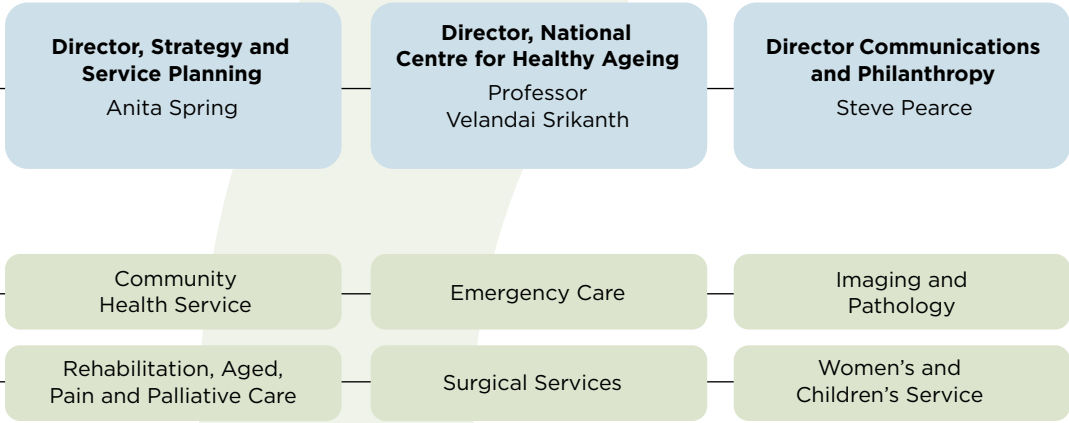 Director, Strategy and
Service Planning
Anita Spring
Director, National
Centre for Healthy Ageing
Professor
Velandai Srikanth
Director Communications
and Philanthropy
Steve Pearce
Community
Health Service
Emergency Care
Imaging and
Pathology
Rehabilitation, Aged,
Pain and Palliative Care
Surgical Services
Women’s and
Children’s Service